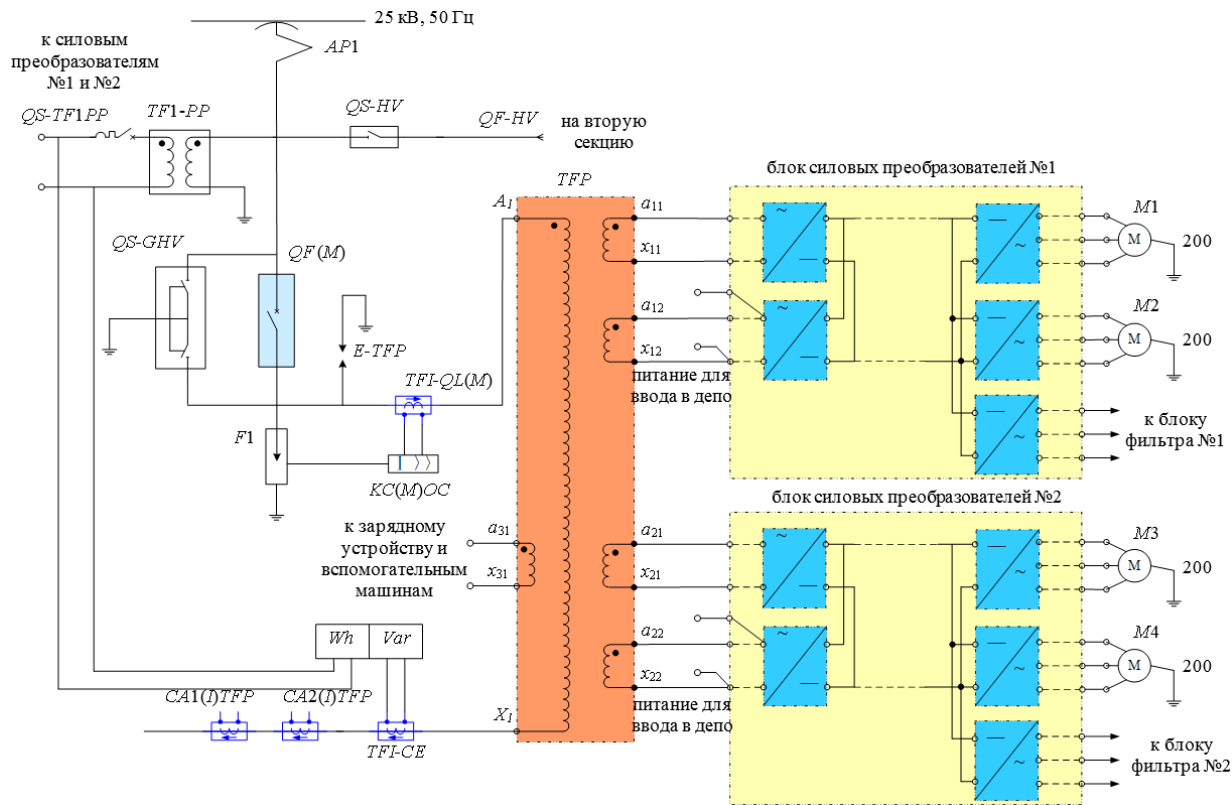 25 кВ, 50 Гц
AP1
к силовым
преобразователям
№1 и №2
QS-TF1PP
TF1-PP
QS-HV
QF-HV
на вторую
секцию
QS-GHV
QF(M)
E-TFP
TFI-QL(M)
F1
KC(M)OC
TFP
A1
a11
x11
a12
x12
питание для
ввода в депо
блок силовых преобразователей №1
~
—
~
—
—
~
—
~
—
~
M1
M
200
M2
M
200
к блоку
фильтра №1
к зарядному
устройству и
вспомогательным
машинам
a31
x31
a21
x21
a22
x22
питание для
ввода в депо
блок силовых преобразователей №2
~
—
~
—
—
~
—
~
—
~
M3
M
200
M4
M
200
к блоку
фильтра №2
Wh
Var
CA1(I)TFP
CA2(I)TFP
TFI-CE
X1